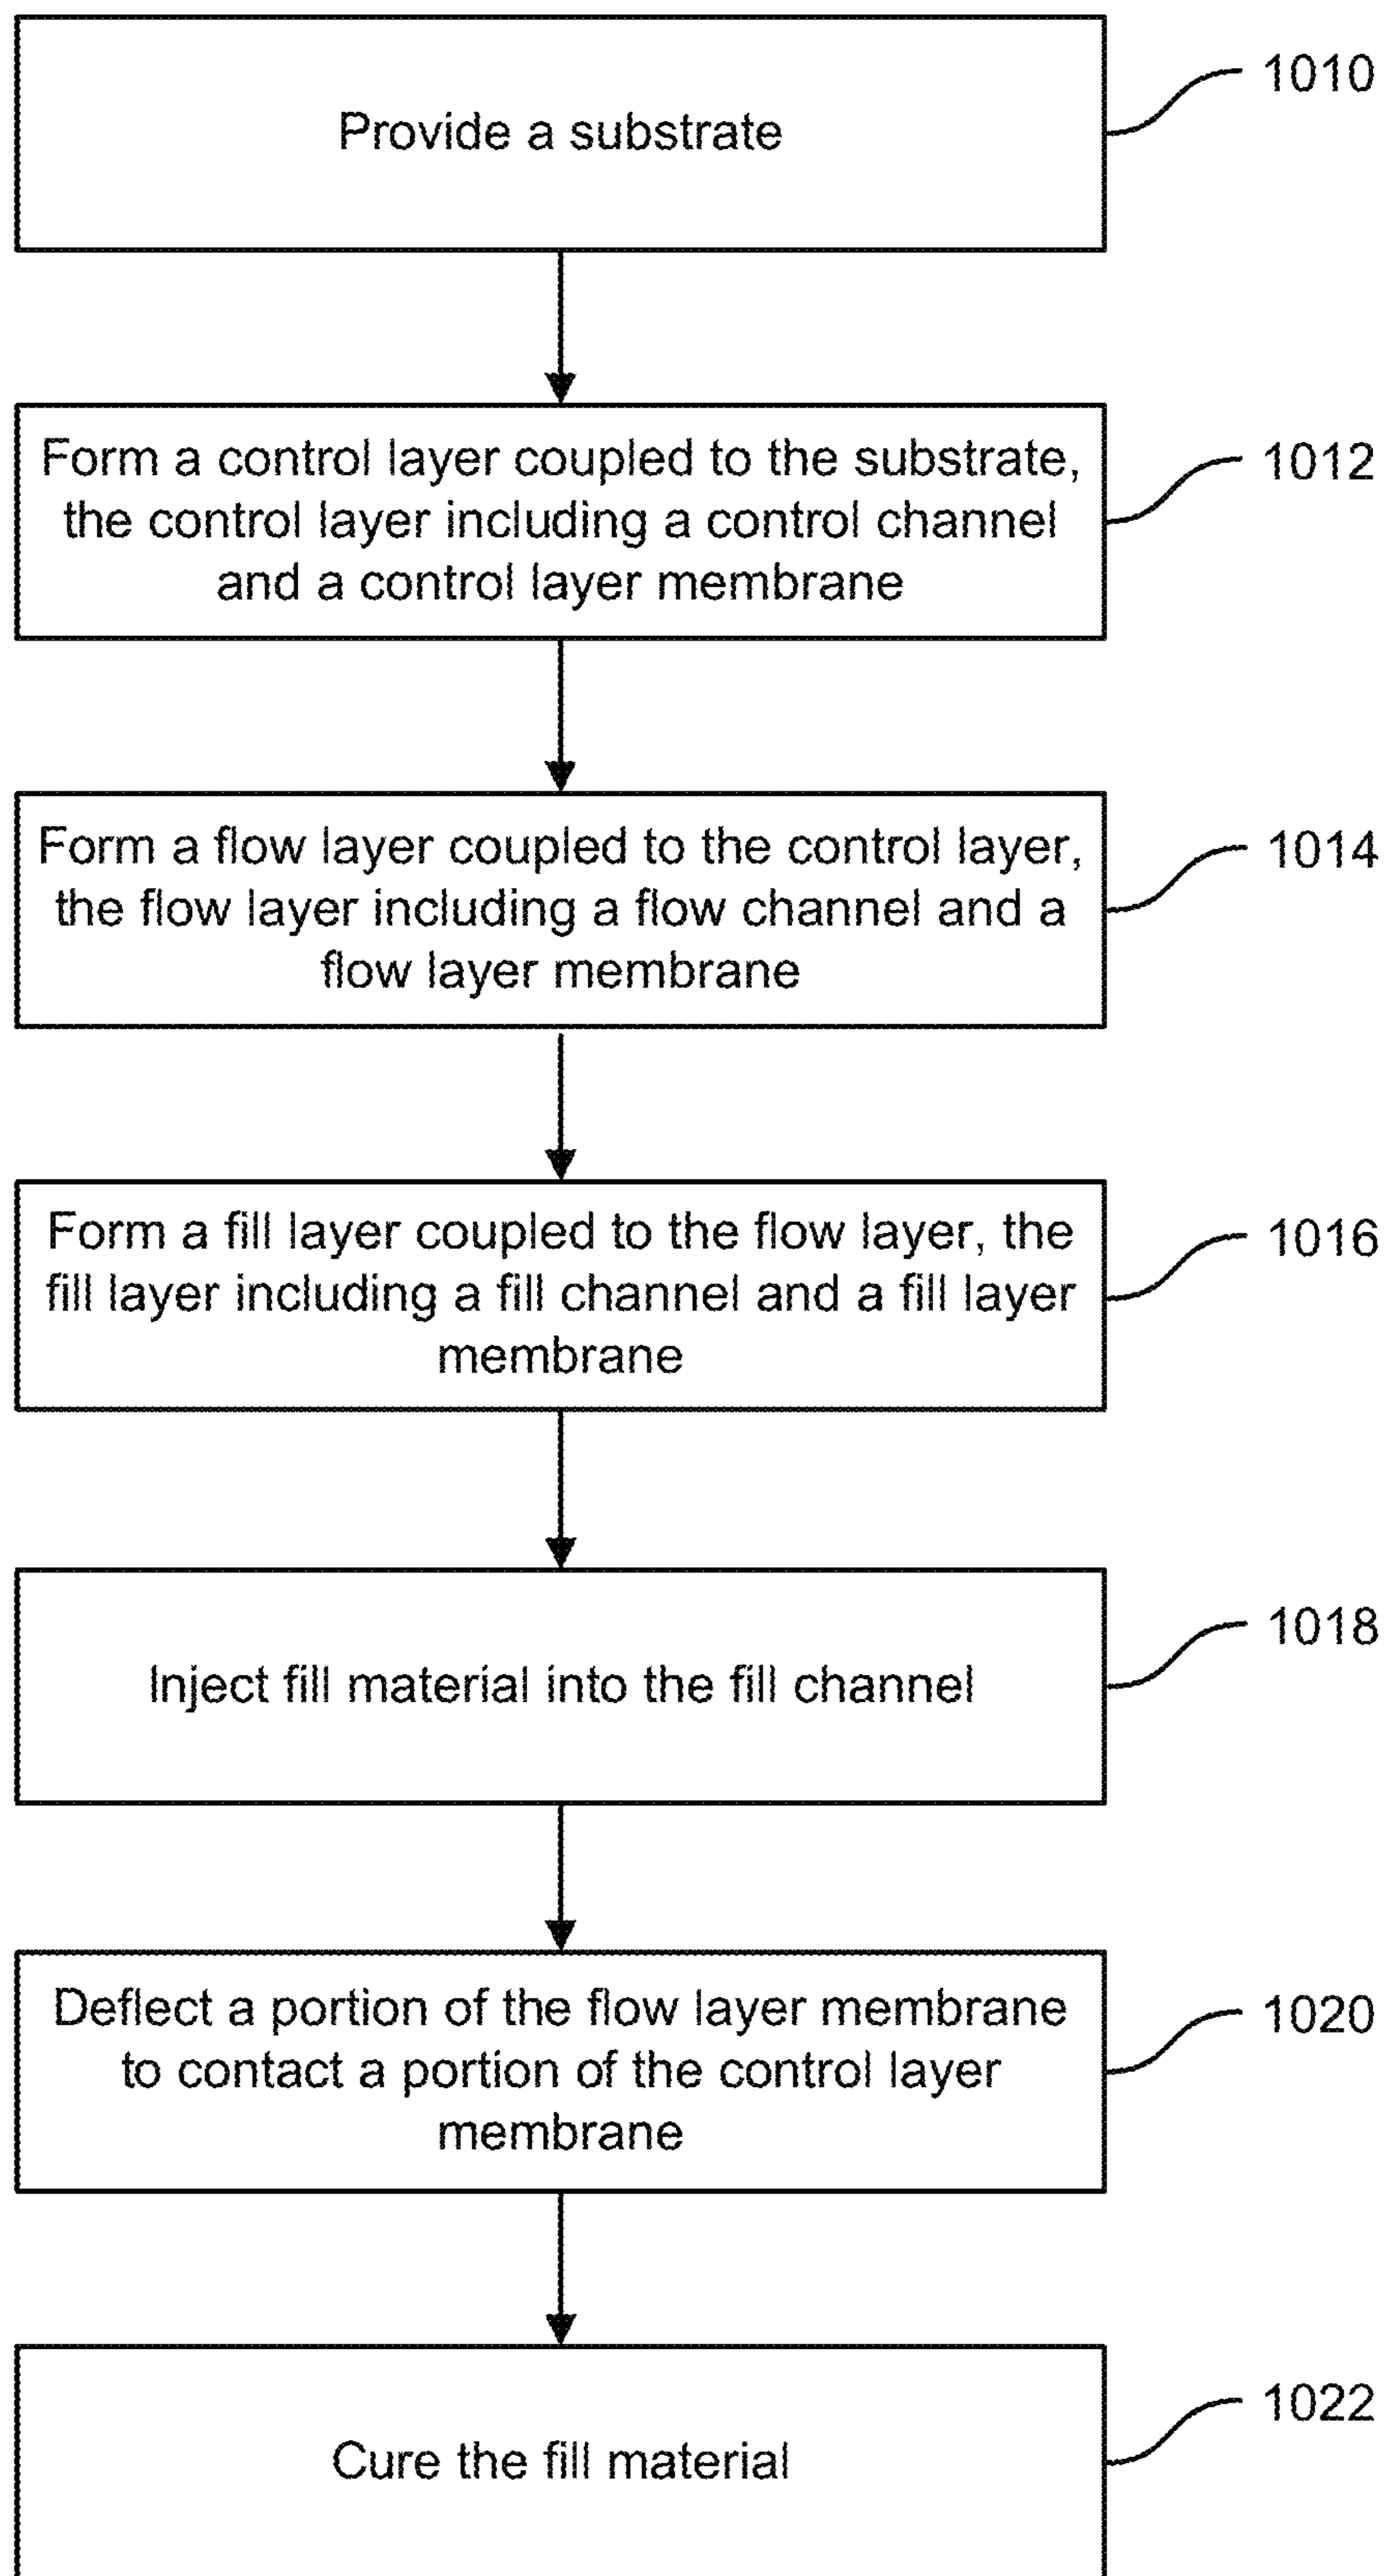 Provide a substrate
1010
Form a control layer coupled to the substrate,
the control layer including a control channel
and a control layer membrane
1012
Form a flow layer coupled to the control layer,
the flow layer including a flow channel and a
flow layer membrane
1014
Form a fill layer coupled to the flow layer, the
fill layer including a fill channel and a fill layer
membrane
1016
Inject fill material into the fill channel
1018
Deflect a portion of the flow layer membrane
to contact a portion of the control layer
membrane
1020
Cure the fill material
1022